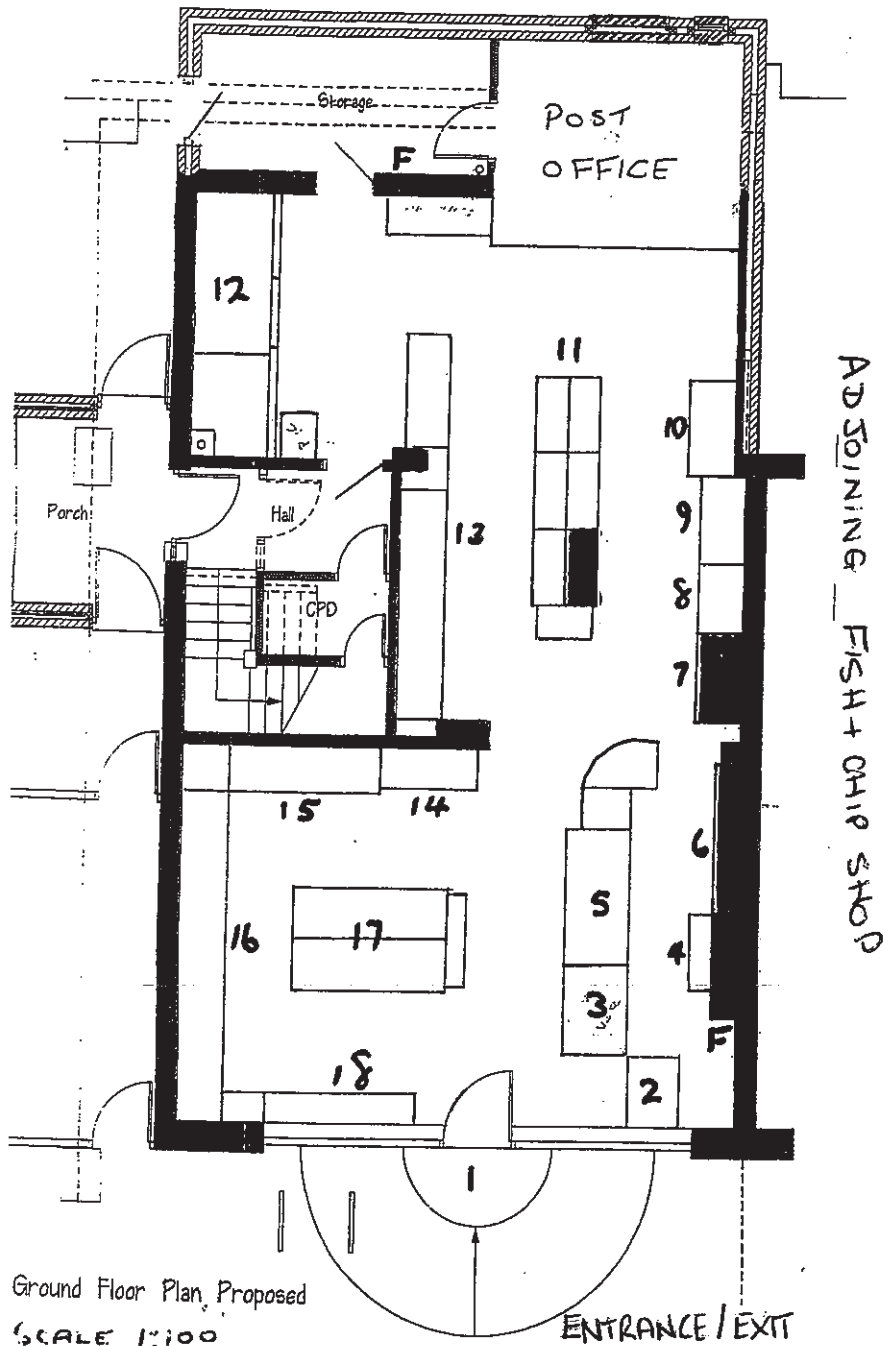 Storage
POST
OFFICE
F
12
11
10
Porch
Hall
9
13
8
CPD
7
ADJOINING FISH + CHIP SHOP
15
14
6
5
16
17
4
3
F
18
2
1
Ground Floor Plan Proposed
SCALE 1:100
ENTRANCE/EXIT